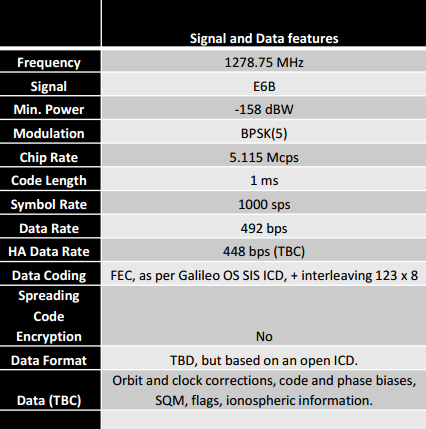 Signal and Data features
Frequency 1278.75 MHz
Signal E6B
Min. Power -158 dBW
Modulation BPSK(5)
Chip Rate 5.115 Mcps
Code Length 1 ms
Symbol Rate 1000 sps
Data Rate 492 bps
HA Data Rate 448 bps (TBC)
Data Coding FEC, as per Galileo OS SIS ICD, + interleaving 123 x 8
Spreading
Code
Encryption No
Data Format TBD, but based on an open ICD.
Orbit and clock corrections, code and phase biases,
Data (TBC) SQM, flags, ionospheric information.